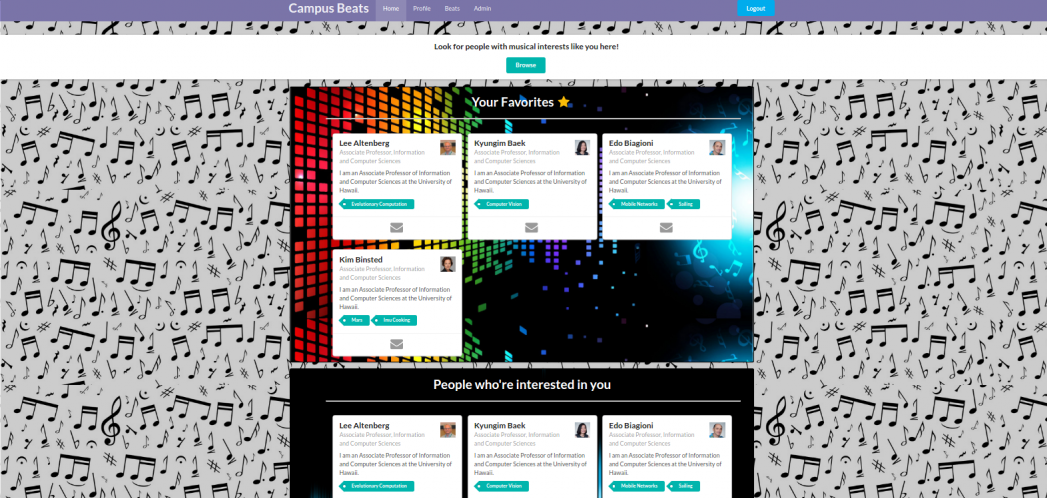 Campus Beats Home Profile Beats Admin Logout
Look for people with musical interests like you here!
Browse
Your Favorites
Lee Altenberg
Associate Professor, Information
and Computer Sciences
I am an Associate Professor of Information
and Computer Sciences at the University of
Hawaii.
Evolutionary Computation
Kyungim Baek
Associate Professor, Information
and Computer Sciences
I am an Associate Professor of Information
and Computer Sciences at the University of
Hawaii.
Computer Vision
Edo Biagioni
Associate Professor, Information
and Computer Sciences
I am an Associate Professor of Information
and Computer Sciences at the University of
Hawaii.
Mobile Networks Sailing
Kim Binsted
Associate Professor, Information
and Computer Sciences
I am an Associate Professor of Information
and Computer Sciences at the University of
Hawaii.
Mars Insa Cooking
People who're interested in you
Lee Altenberg
Associate Professor, Information
and Computer Sciences
I am an Associate Professor of Information
and Computer Sciences at the University of
Hawaii.
Evolutionary Computation
Kyungim Baek
Associate Professor, Information
and Computer Sciences
I am an Associate Professor of Information
and Computer Sciences at the University of
Hawaii.
Computer Vision
Edo Biagioni
Associate Professor, Information
and Computer Sciences
I am an Associate Professor of Information
and Computer Sciences at the University of
Hawaii.
Mobile Networks Sailing